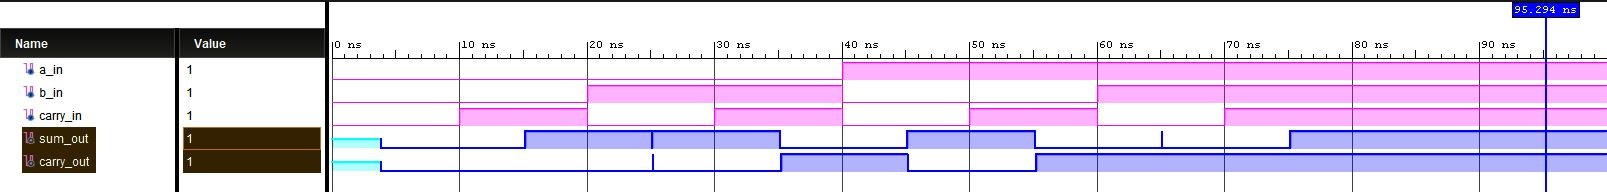 95.294 ns
Name Value
0 ns 10 ns 20 ns 30 ns 40 ns 50 ns 60 ns 70 ns 80 ns 90 ns
a_in 1
b_in 1
carry_in 1
sum_out 1
carry_out 1